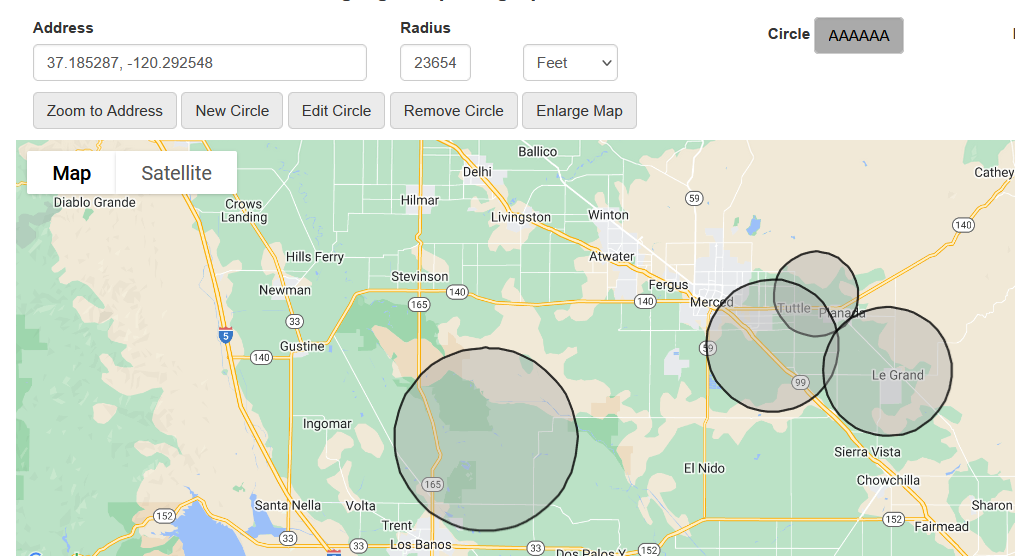 Address
Radius
Circle AAAAAA
37.185287, -120.292548
23654
Feet
Zoom to Address
New Circle
Edit Circle
Remove Circle
Enlarge Map
Map
Satellite
Ballico
Delhi
Cathey
Diablo Grande
Crows
Landing
Hilmar
59
Livingston
Winton
140
Hills Ferry
Atwater
Stevinson
Fergus
Newman
140
165
140
Merced
Tuttle
Planada
33
5
Gustine
140
59
99
Le Grand
Ingomar
Sierra Vista
El Nido
Chowchilla
165
Santa Nella
Volta
Sharon
152
Trent
152
Fairmead
33
33
Los Banos
33
Dos Palos Y
152